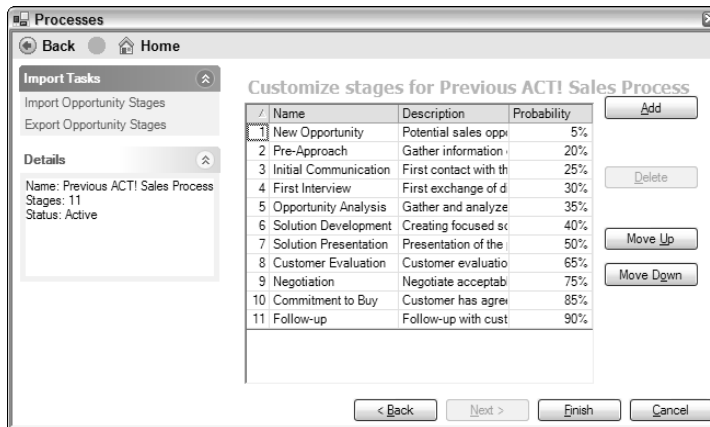 Processes
Back Home
Import Tasks
Import Opportunity Stages
Export Opportunity Stages
Details
Name: Previous ACT! Sales Process
Stages: 11
Status: Active
Customize stages for Previous ACT! Sales Process
/ Name Description Probability
1 New Opportunity Potential sales oppo 5%
2 Pre-Approach Gather information 20%
3 Initial Communication First contact with th 25%
4 First Interview First exchange of d 30%
5 Opportunity Analysis Gather and analyze 35%
6 Solution Development Creating focused so 40%
7 Solution Presentation Presentation of the 50%
8 Customer Evaluation Customer evaluatio 65%
9 Negotiation Negotiate acceptabl 75%
10 Commitment to Buy Customer has agree 85%
11 Follow-up Follow-up with cust 90%
Add
Delete
Move Up
Move Down
< Back Next > Finish Cancel